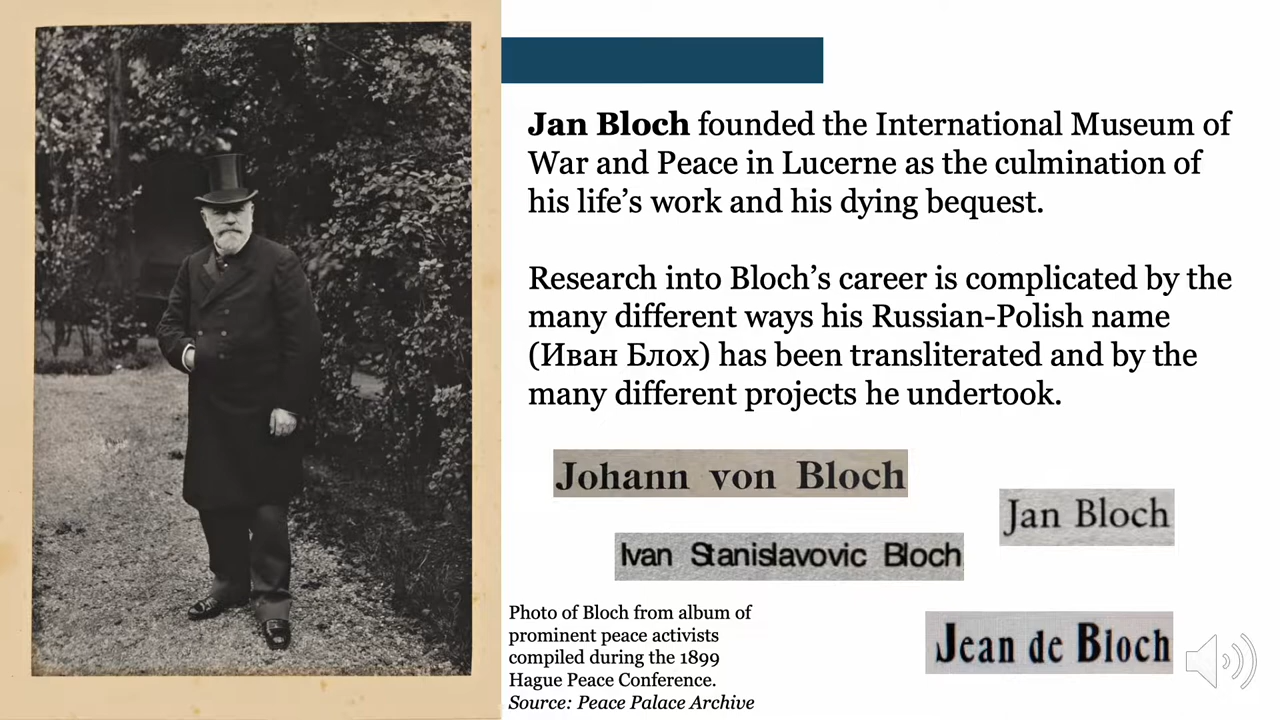 Jan Bloch founded the International Museum of
War and Peace in Lucerne as the culmination of
his life’s work and his dying bequest.
Research into Bloch’s career is complicated by the
many different ways his Russian-Polish name
(Иван Блох) has been transliterated and by the
many different projects he undertook.
Johann von Bloch
Jan Bloch
Ivan Stanislavovic Bloch
Jean de Bloch
Photo of Bloch from album of
prominent peace activists
compiled during the 1899
Hague Peace Conference.
Source: Peace Palace Archive